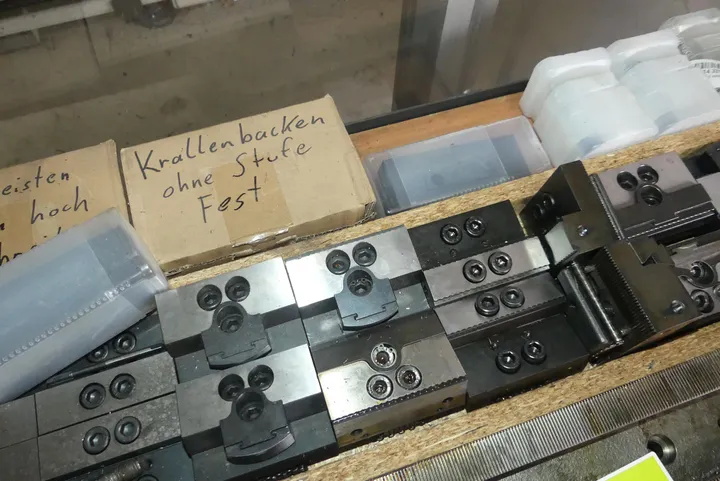 Krallenbacken
ohne Stufe
Fest
eisten
hoch